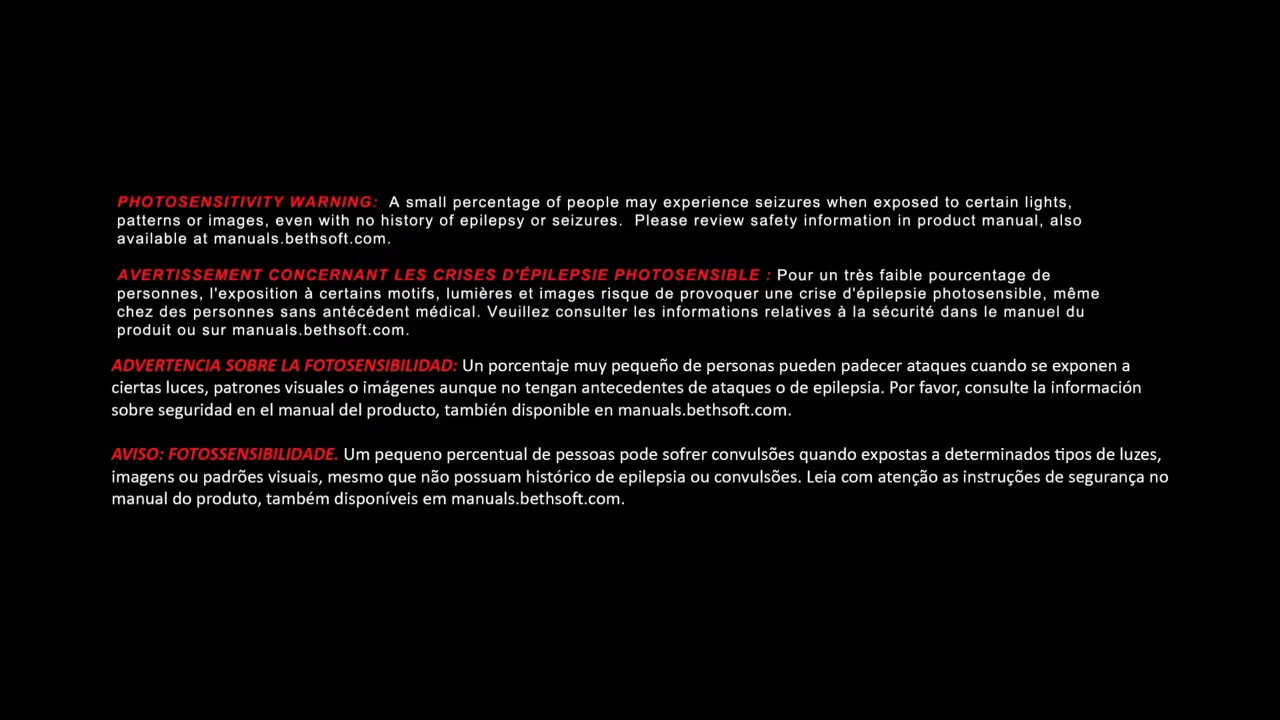 PHOTOSENSITIVITY WARNING: A small percentage of people may experience seizures when exposed to certain lights,
patterns or images, even with no history of epilepsy or seizures. Please review safety information in product manual, also
available at manuals.bethsoft.com.
AVERTISSEMENT CONCERNANT LES CRISES D'ÉPILEPSIE PHOTOSENSIBLE : Pour un très faible pourcentage de
personnes, l'exposition à certains motifs, lumières et images risque de provoquer une crise d'épilepsie photosensible, même
chez des personnes sans antécédent médical. Veuillez consulter les informations relatives à la sécurité dans le manuel du
produit ou sur manuals.bethsoft.com.
ADVERTENCIA SOBRE LA FOTOSENSIBILIDAD: Un porcentaje muy pequeño de personas pueden padecer ataques cuando se exponen a
ciertas luces, patrones visuales o imágenes aunque no tengan antecedentes de ataques o de epilepsia. Por favor, consulte la información
sobre seguridad en el manual del producto, también disponible en manuals.bethsoft.com.
AVISO: FOTOSSENSIBILIDADE. Um pequeno percentual de pessoas pode sofrer convulsões quando expostas a determinados tipos de luzes,
imagens ou padrões visuais, mesmo que não possuam histórico de epilepsia ou convulsões. Leia com atenção as instruções de segurança no
manual do produto, também disponíveis em manuals.bethsoft.com.